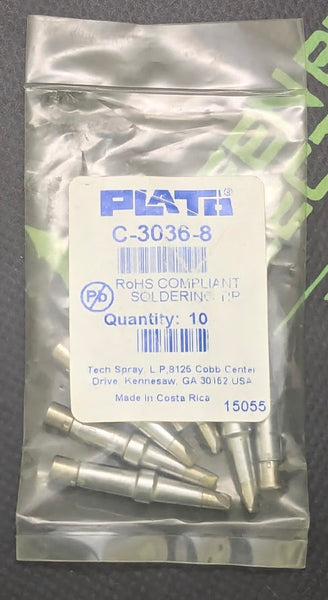 PLATO®
C-3036-8
Pb
RoHS COMPLIANT
SOLDERING TIP
Quantity: 10
Tech Spray, L.P,8125 Cobb Center
Drive, Kennesaw, GA 30152 USA
Made in Costa Rica
15055